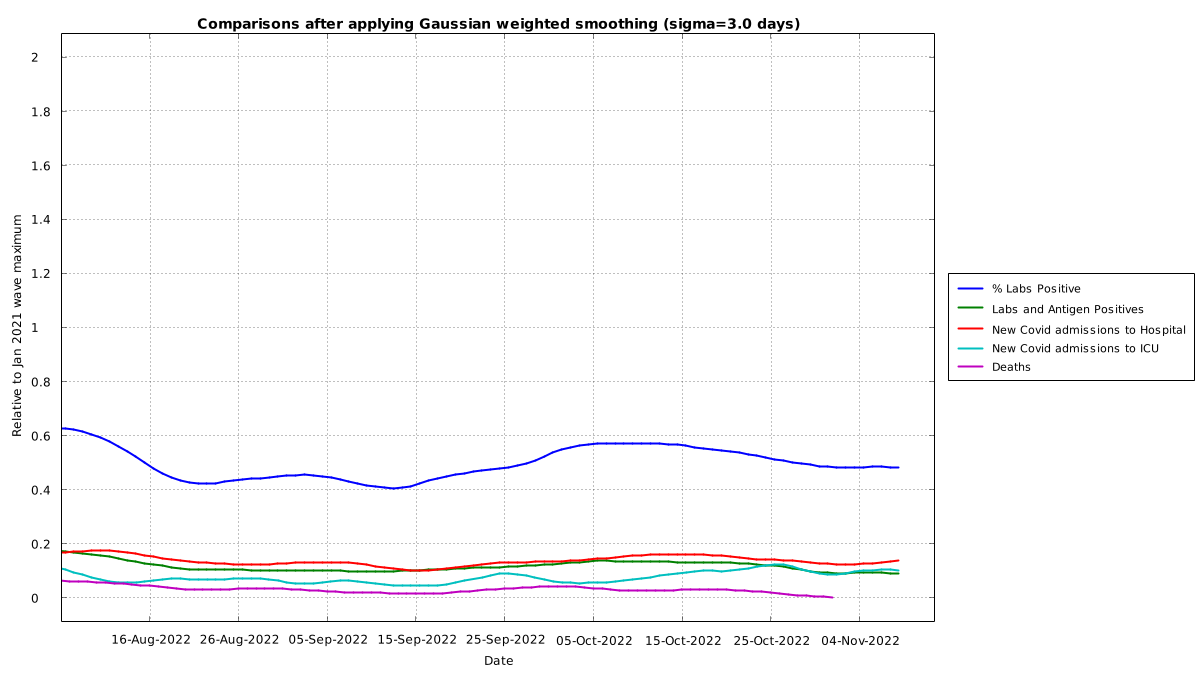 Comparisons after applying Gaussian weighted smoothing (sigma=3.0 days)
Relative to Jan 2021 wave maximum
2
1.8
1.6
1.4
1.2
1
0.8
0.6
0.4
0.2
0
16-Aug-2022 26-Aug-2022 05-Sep-2022 15-Sep-2022 25-Sep-2022 05-Oct-2022 15-Oct-2022 25-Oct-2022 04-Nov-2022
Date
% Labs Positive
Labs and Antigen Positives
New Covid admissions to Hospital
New Covid admissions to ICU
Deaths